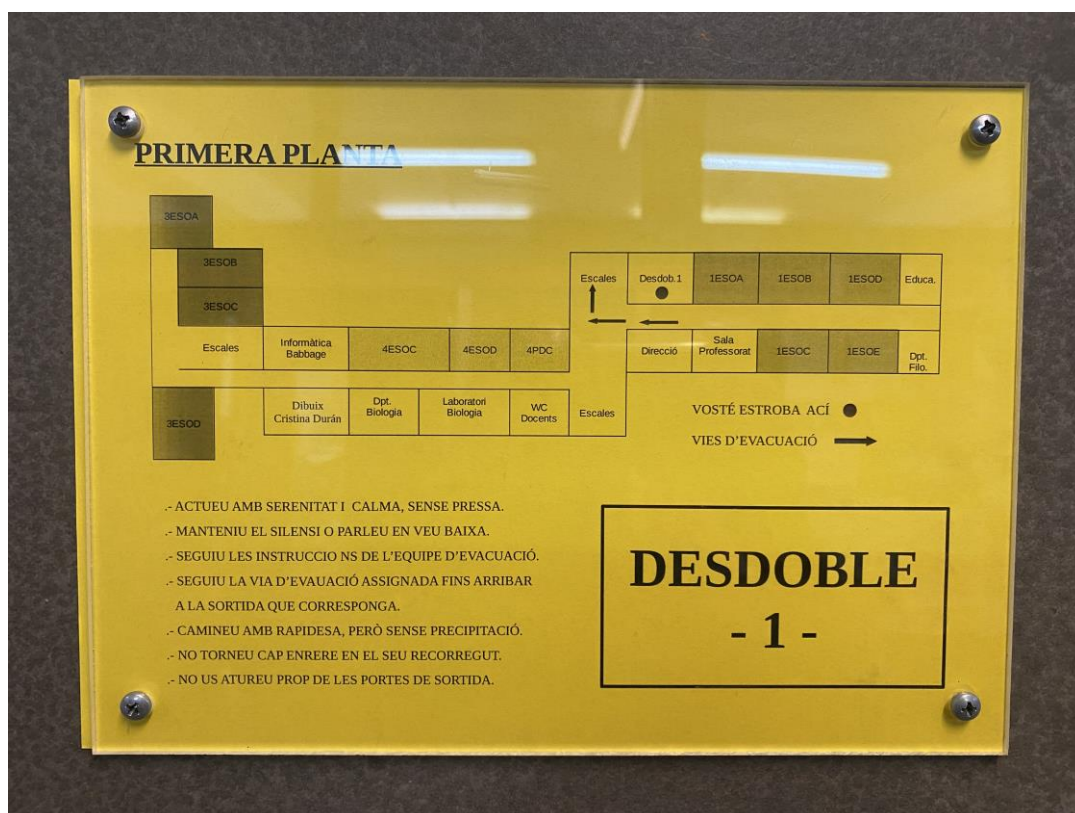 PRIMERA PLANTA
3ESOA
3ESOB
3ESOC
Escales
Informàtica
Babbage
4ESOC
4ESOD
4PDC
Escales
Desdob.1
1ESOA
1ESOB
1ESOD
Educa.
Direcció
Sala
Professorat
1ESOC
1ESOE
Dpt.
Filo.
3ESOD
Dibuix
Cristina Durán
Dpt.
Biologia
Laboratori
Biologia
WC
Docents
Escales
VOSTÉ ESTROBA ACÍ
VIES D'EVACUACIÓ
.- ACTUEU AMB SERENITAT I CALMA, SENSE PRESSA.
.- MANTENIU EL SILENSI O PARLEU EN VEU BAIXA.
.- SEGUIU LES INSTRUCCIO NS DE L'EQUIPE D'EVACUACIÓ.
.- SEGUIU LA VIA D'EVAUACIÓ ASSIGNADA FINS ARRIBAR
A LA SORTIDA QUE CORRESPONGA.
.- CAMINEU AMB RAPIDESA, PERÒ SENSE PRECIPITACIÓ.
.- NO TORNEU CAP ENRERE EN EL SEU RECORREGUT.
.- NO US ATUREU PROP DE LES PORTES DE SORTIDA.
DESDOBLE
- 1 -